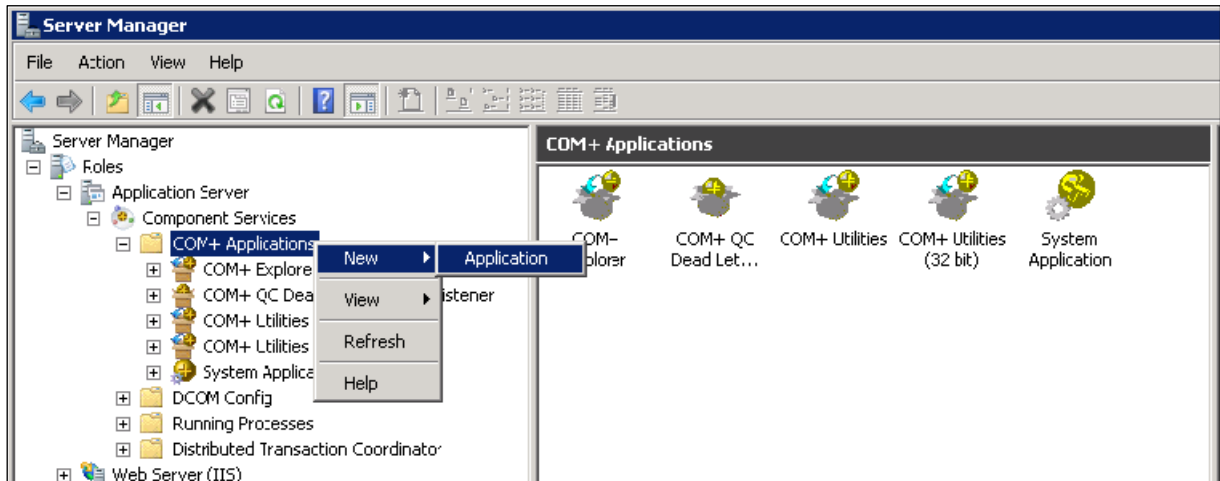 Server Manager
File Action View Help
Server Manager
Roles
Application Server
Component Services
COM+ Applications
COM+ Explore
COM+ QC Dea
istener
COM+ Utilities
COM+ Utilities
System Applica
DCOM Config
Running Processes
Distributed Transaction Coordinator
Web Server (IIS)
New
Application
View
Refresh
Help
COM+ Applications
COM+
plorer
COM+ QC
Dead Let...
COM+ Utilities
COM+ Utilities
(32 bit)
System
Application